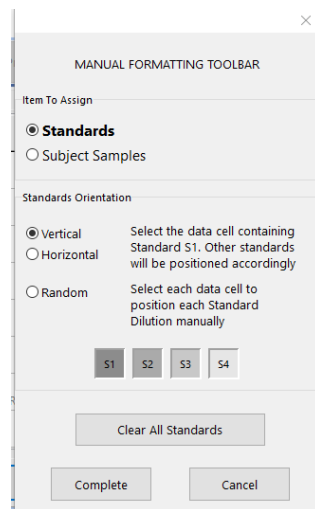 MANUAL FORMATTING TOOLBAR
Item To Assign
Standards
Subject Samples
Standards Orientation
Vertical
Horizontal
Select the data cell containing
Standard S1. Other standards
will be positioned accordingly
Random
Select each data cell to
position each Standard
Dilution manually
S1 S2 S3 S4
Clear All Standards
Complete Cancel